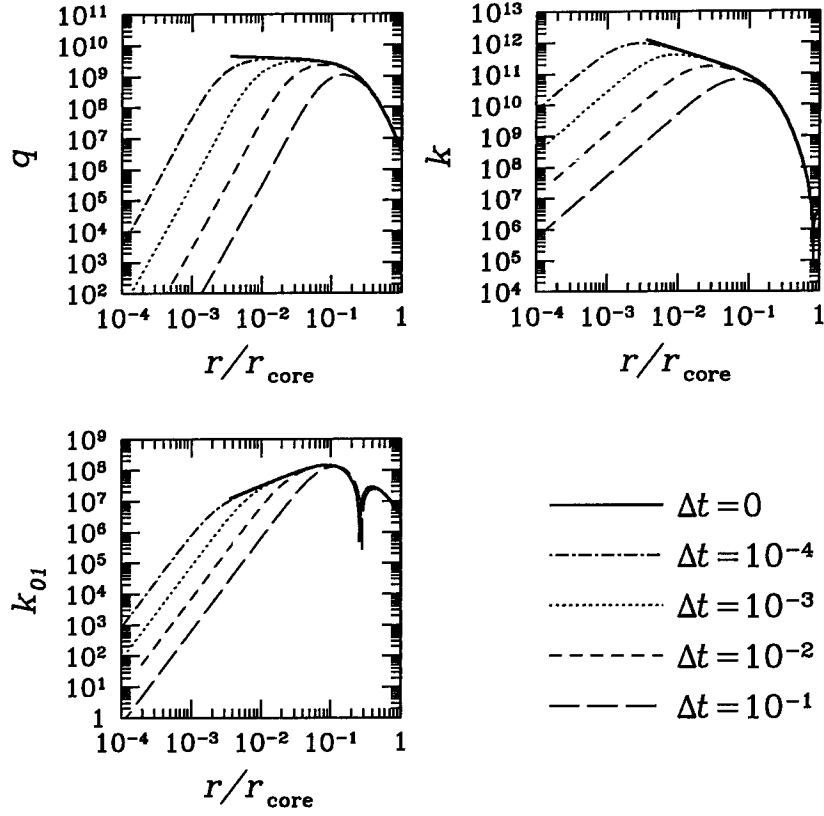 10¹¹
10¹⁰
10⁹
10⁸
10⁷
10⁶
10⁵
10⁴
10³
10²
q
10⁻⁴ 10⁻³ 10⁻² 10⁻¹ 1
r/r_core
10¹³
10¹²
10¹¹
10¹⁰
10⁹
10⁸
10⁷
10⁶
10⁵
10⁴
k
10⁻⁴ 10⁻³ 10⁻² 10⁻¹ 1
r/r_core
10⁹
10⁸
10⁷
10⁶
10⁵
10⁴
10³
10²
10¹
1
k₀₁
10⁻⁴ 10⁻³ 10⁻² 10⁻¹ 1
r/r_core
Δt=0
Δt=10⁻⁴
Δt=10⁻³
Δt=10⁻²
Δt=10⁻¹